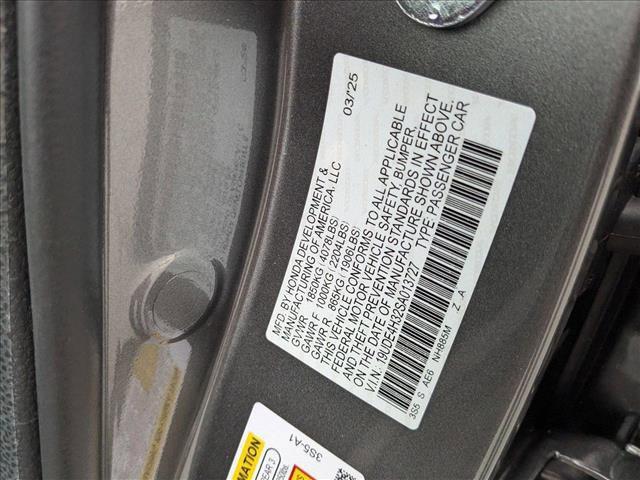 MFD BY HONDA DEVELOPMENT &
MANUFACTURING OF AMERICA, LLC 03/'25
GVWR 1850KG( 4078LBS)
GAWR F 1000KG( 2204LBS)
GAWR R 865KG( 1906LBS)
THIS VEHICLE CONFORMS TO ALL APPLICABLE
FEDERAL MOTOR VEHICLE SAFETY, BUMPER,
AND THEFT PREVENTION STANDARDS IN EFFECT
ON THE DATE OF MANUFACTURE SHOWN ABOVE.
V.I.N: 19UDE4H32SA013727 TYPE: PASSENGER CAR
3S5 S AE6 NH885M Z - A
3S5-A1
INFORMATION